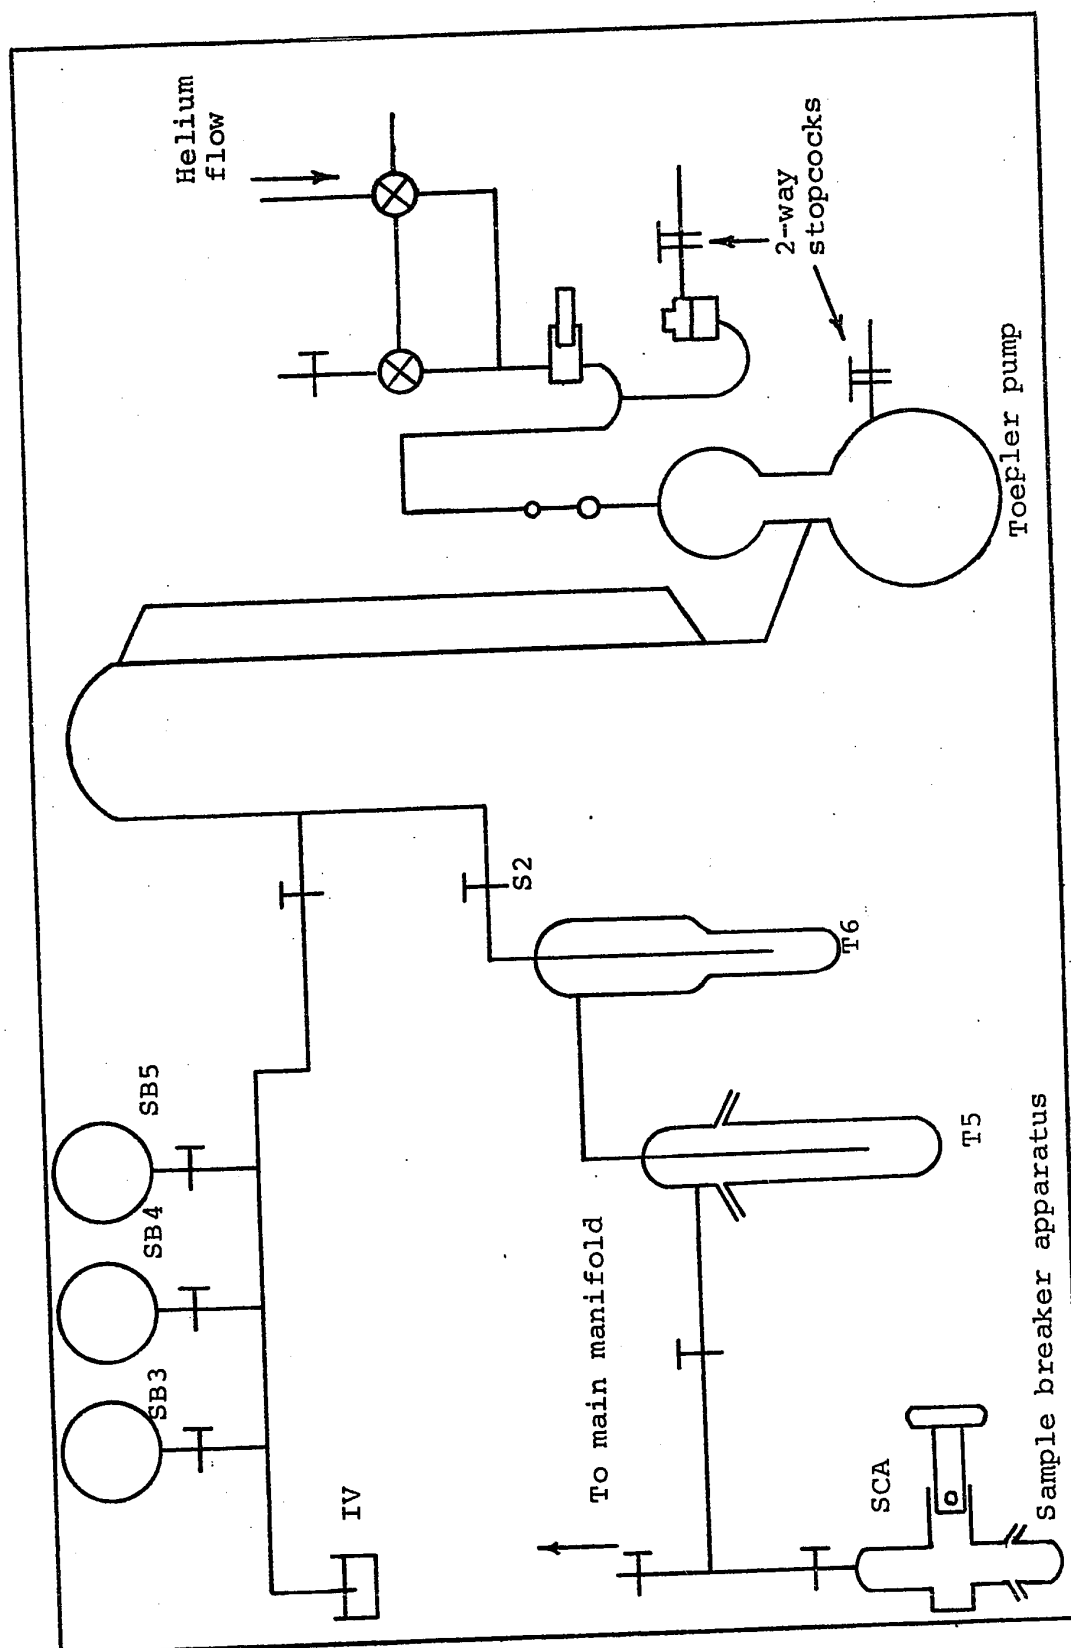 Helium
flow
2-way
stopcocks
Toepler pump
S2
T6
SB5
SB4
SB3
T5
To main manifold
IV
SCA
Sample breaker apparatus